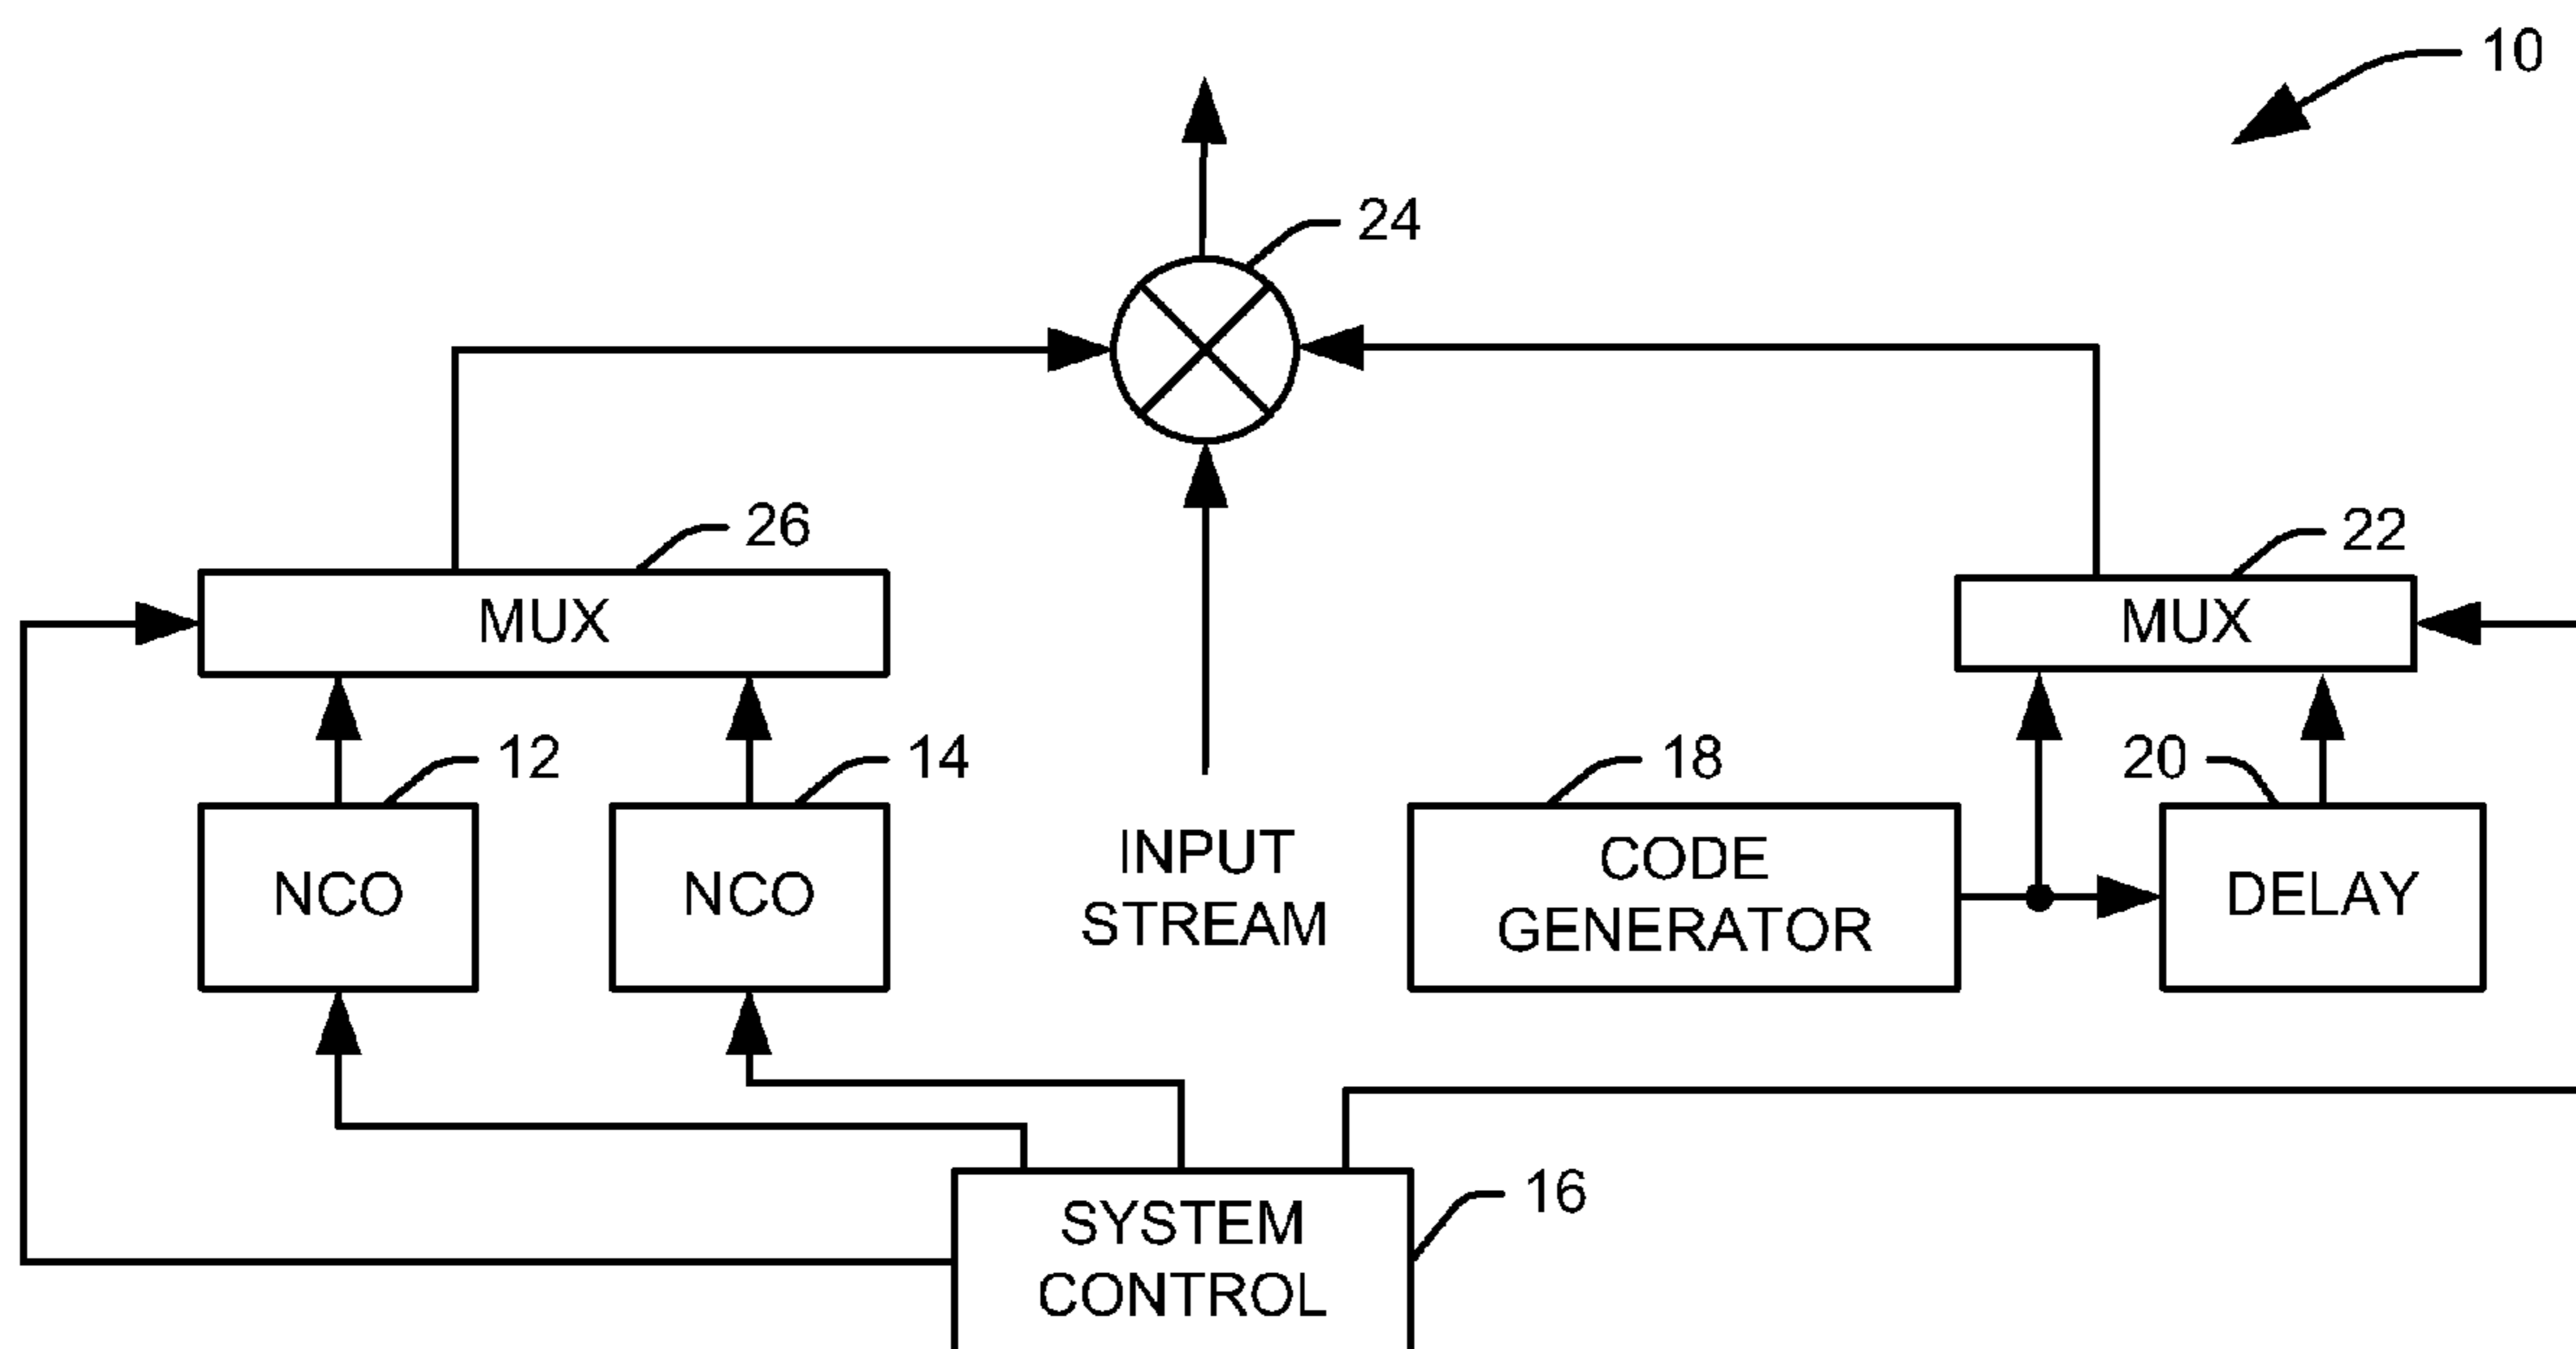 10
24
26
MUX
22
MUX
12
14
18
20
NCO
NCO
INPUT
STREAM
CODE
GENERATOR
DELAY
16
SYSTEM
CONTROL